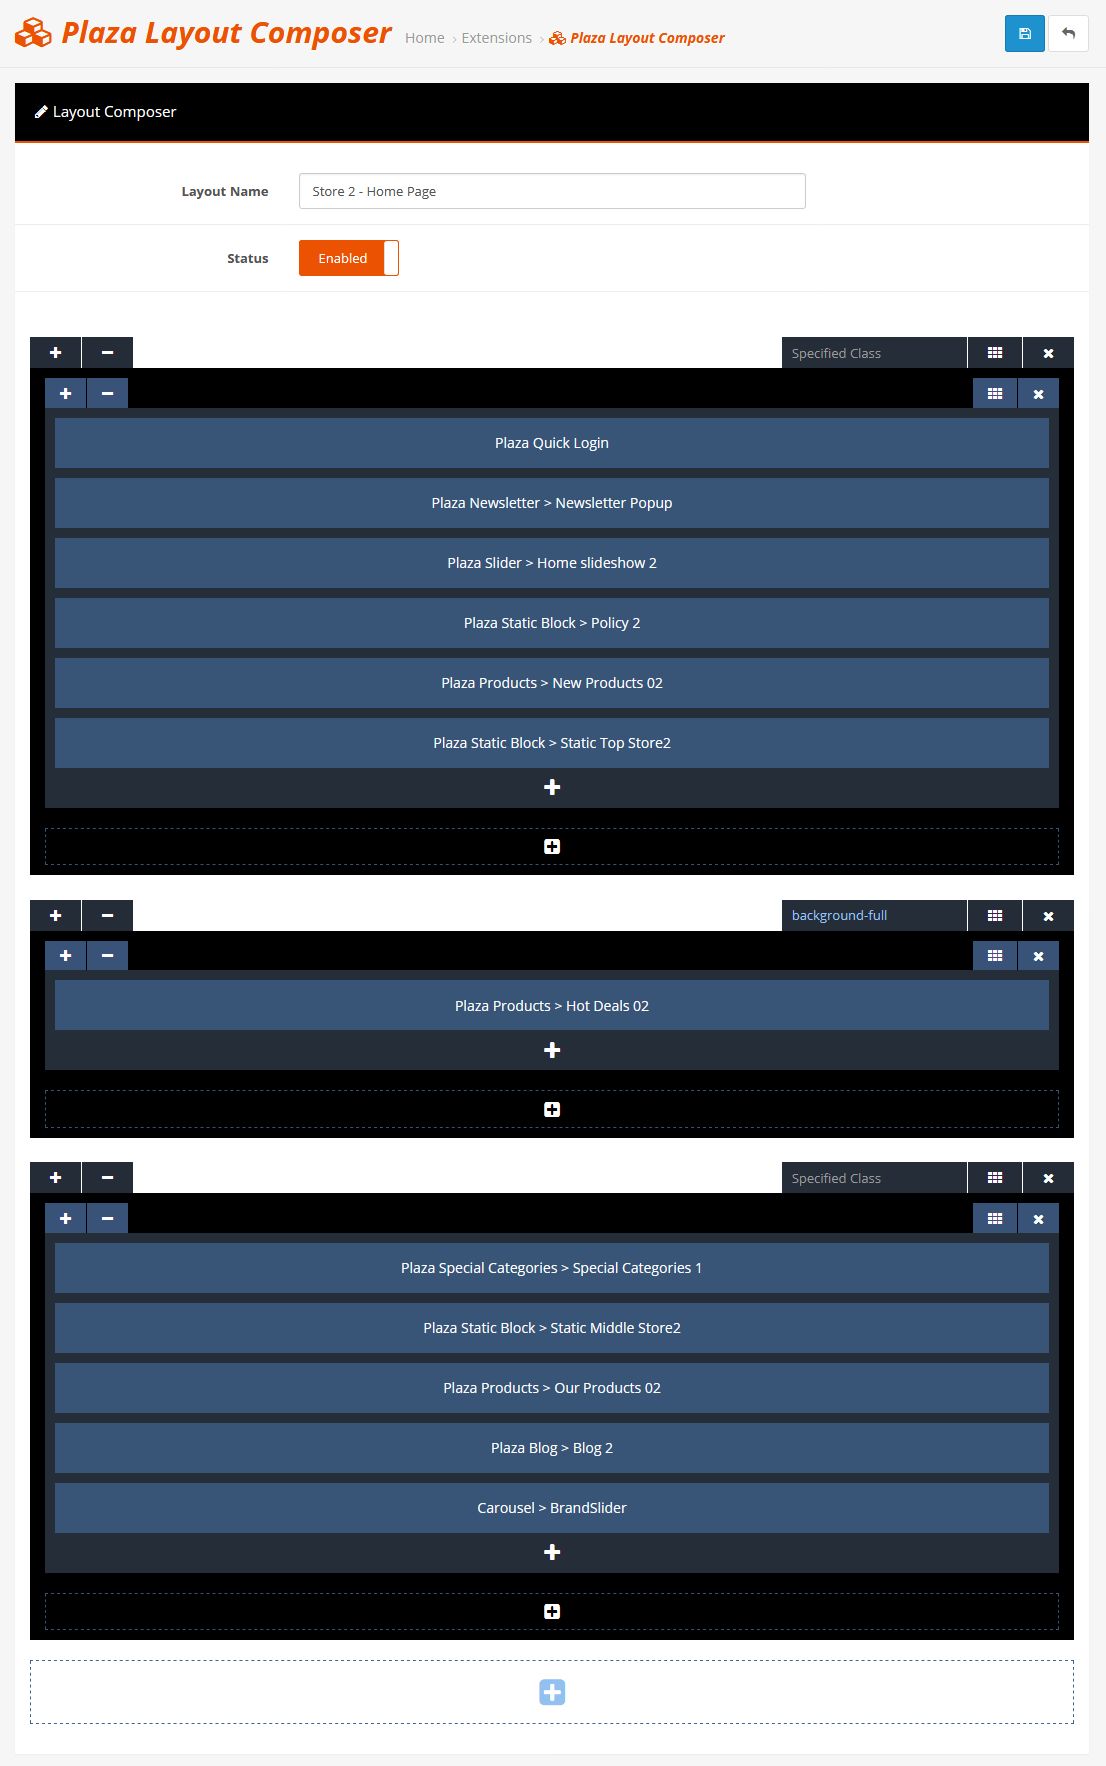 Plaza Layout Composer Home › Extensions › Plaza Layout Composer
Layout Composer
Layout Name Store 2 - Home Page
Status Enabled
Specified Class
Plaza Quick Login
Plaza Newsletter > Newsletter Popup
Plaza Slider > Home slideshow 2
Plaza Static Block > Policy 2
Plaza Products > New Products 02
Plaza Static Block > Static Top Store2
background-full
Plaza Products > Hot Deals 02
Specified Class
Plaza Special Categories > Special Categories 1
Plaza Static Block > Static Middle Store2
Plaza Products > Our Products 02
Plaza Blog > Blog 2
Carousel > BrandSlider